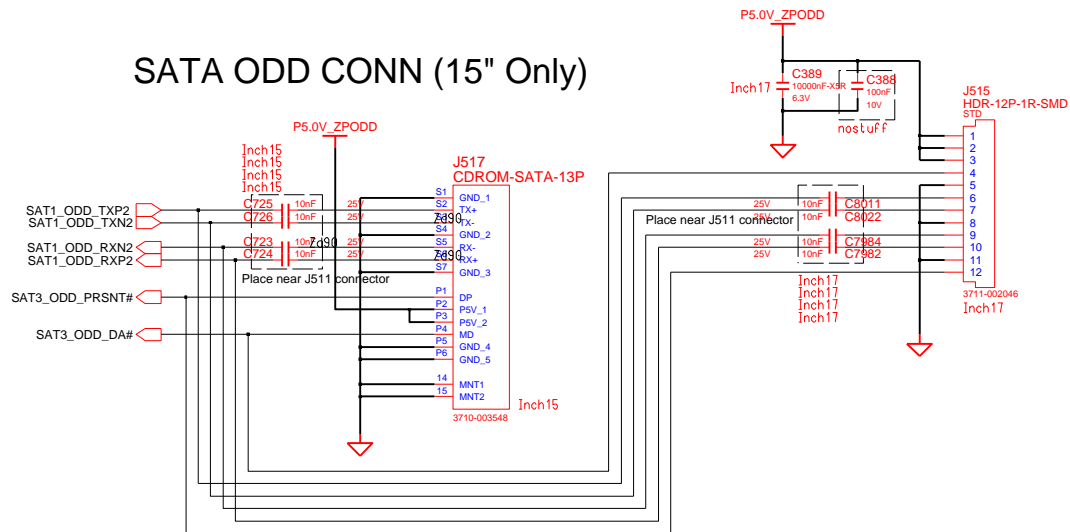 SATA ODD CONN (15" Only)
P5.0V_ZPODD
Inch17
C389
10000nF-X5R
6.3V
C388
100nF
10V
nostuff
J515
HDR-12P-1R-SMD
STD
1
2
3
4
5
6
7
8
9
10
11
12
3711-002046
Inch17
P5.0V_ZPODD
Inch15
Inch15
Inch15
Inch15
J517
CDROM-SATA-13P
SAT1_ODD_TXP2
SAT1_ODD_TXN2
SAT1_ODD_RXN2
SAT1_ODD_RXP2
SAT3_ODD_PRSNT#
SAT3_ODD_DA#
C725 10nF 25V
C726 10nF 25V
C723 10nF 25V
C724 10nF 25V
Zd90
Zd90
Zd90
Place near J511 connector
S1 GND_1
S2 TX+
TX-
S4 GND_2
S5 RX-
RX+
S7 GND_3
P1 DP
P2 P5V_1
P3 P5V_2
P4 MD
P5 GND_4
P6 GND_5
14 MNT1
15 MNT2
Inch15
3710-003548
25V 10nF C8011
25V 10nF C8022
Place near J511 connector
25V 10nF C7984
25V 10nF C7982
Inch17
Inch17
Inch17
Inch17